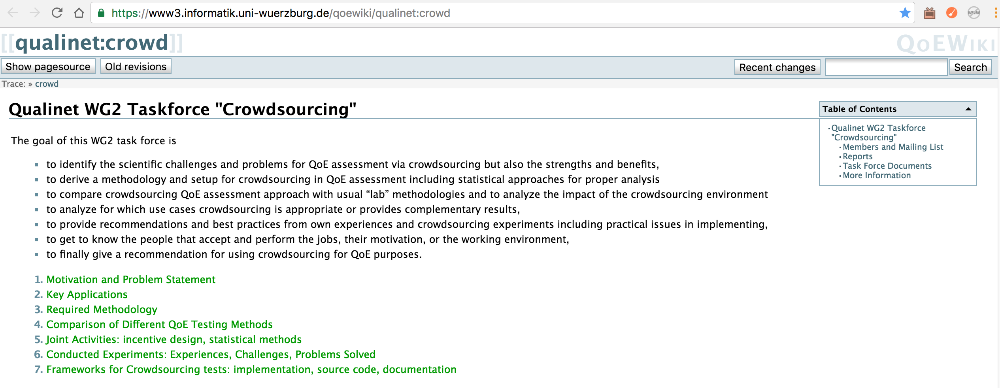 https://www3.informatik.uni-wuerzburg.de/qoewiki/qualinet:crowd
WWW
[[qualinet:crowd]]
QoEWiki
Show pagesource
Old revisions
Recent changes
Search
Trace: » crowd
Qualinet WG2 Taskforce "Crowdsourcing"
The goal of this WG2 task force is
to identify the scientific challenges and problems for QoE assessment via crowdsourcing but also the strengths and benefits,
to derive a methodology and setup for crowdsourcing in QoE assessment including statistical approaches for proper analysis
to compare crowdsourcing QoE assessment approach with usual “lab” methodologies and to analyze the impact of the crowdsourcing environment
to analyze for which use cases crowdsourcing is appropriate or provides complementary results,
to provide recommendations and best practices from own experiences and crowdsourcing experiments including practical issues in implementing,
to get to know the people that accept and perform the jobs, their motivation, or the working environment,
to finally give a recommendation for using crowdsourcing for QoE purposes.
1. Motivation and Problem Statement
2. Key Applications
3. Required Methodology
4. Comparison of Different QoE Testing Methods
5. Joint Activities: incentive design, statistical methods
6. Conducted Experiments: Experiences, Challenges, Problems Solved
7. Frameworks for Crowdsourcing tests: implementation, source code, documentation
Table of Contents
Qualinet WG2 Taskforce
"Crowdsourcing"
Members and Mailing List
Reports
Task Force Documents
More Information